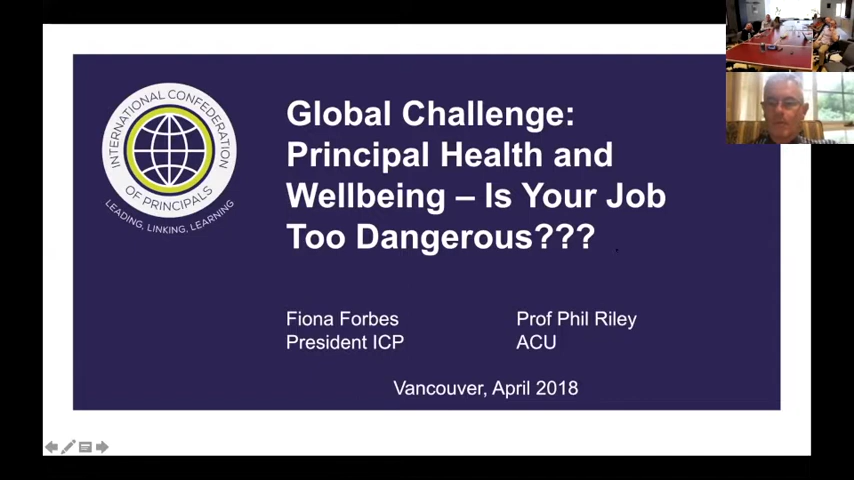 INTERNATIONAL CONFEDERATION
OF PRINCIPALS
LEADING, LINKING, LEARNING
Global Challenge:
Principal Health and
Wellbeing – Is Your Job
Too Dangerous???
Fiona Forbes
President ICP
Prof Phil Riley
ACU
Vancouver, April 2018